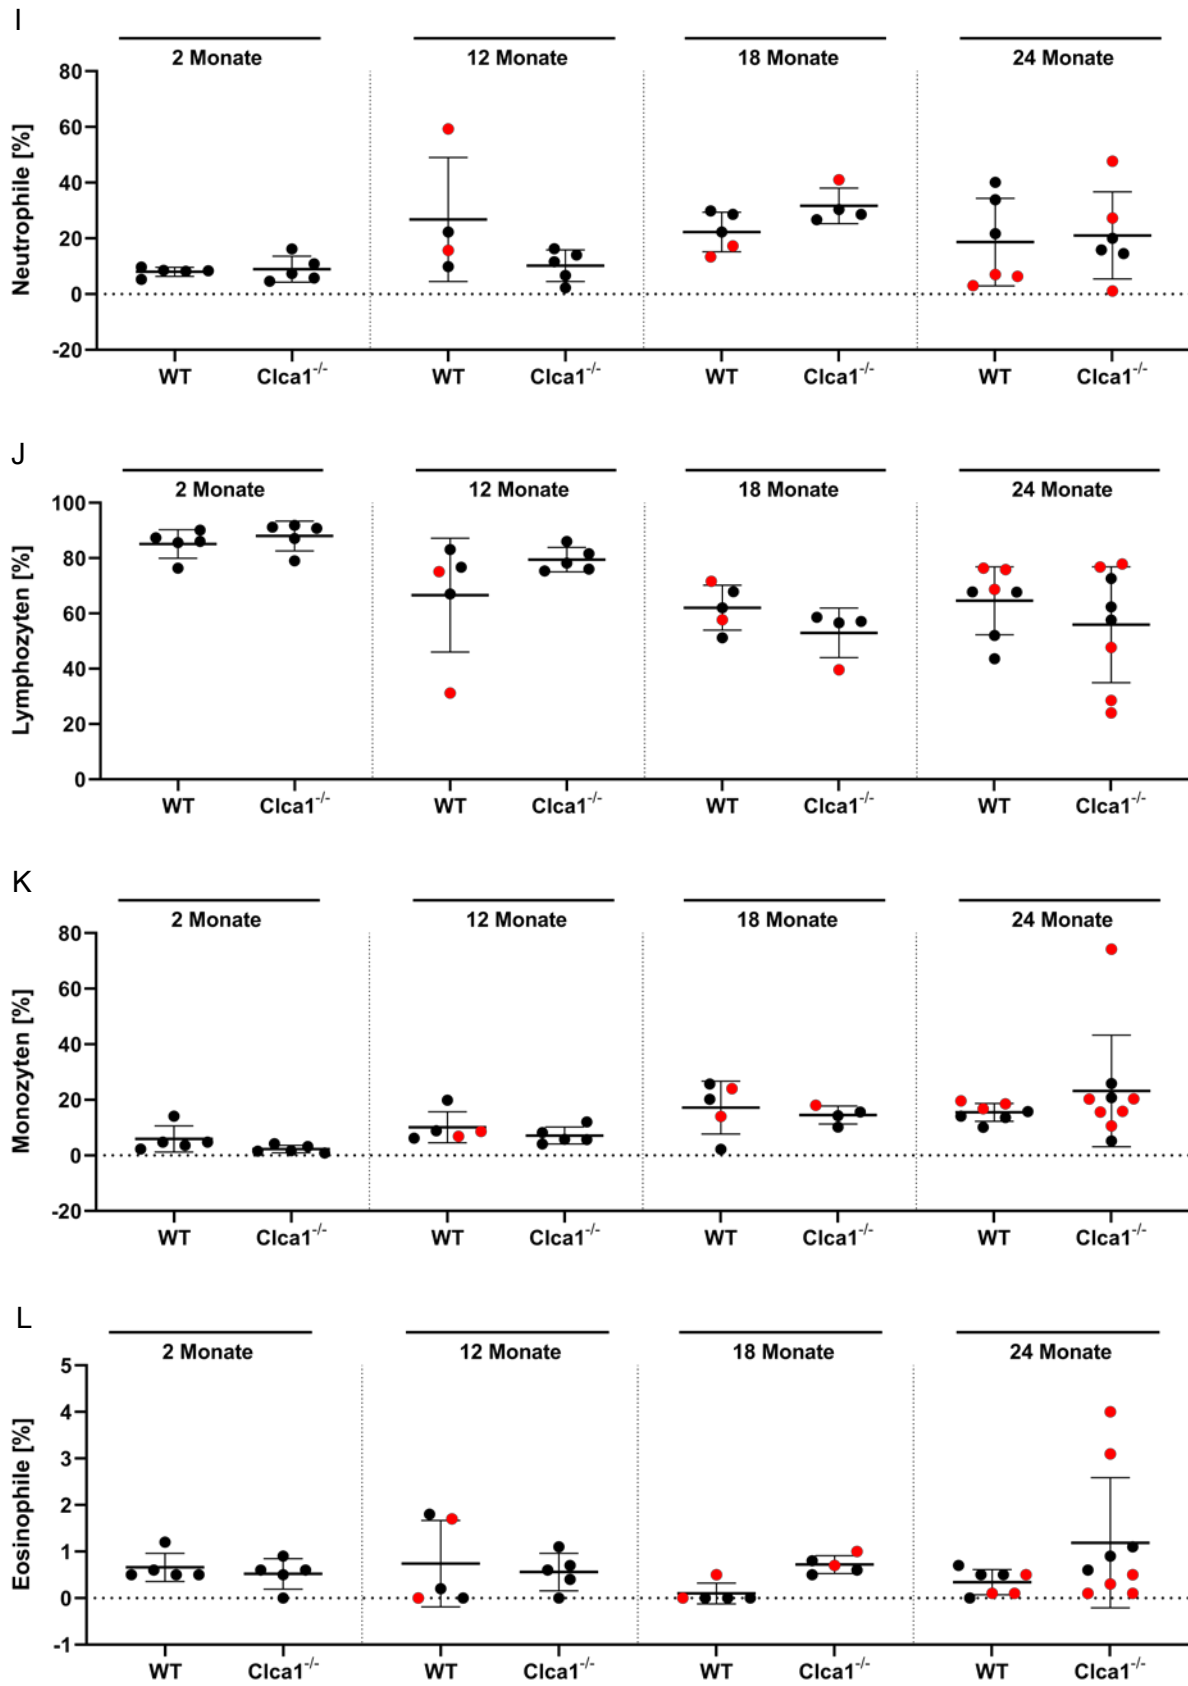 I
2 Monate 12 Monate 18 Monate 24 Monate
Neutrophile [%]
80
60
40
20
0
-20
WT Clca1-/- WT Clca1-/- WT Clca1-/- WT Clca1-/-
J
2 Monate 12 Monate 18 Monate 24 Monate
Lymphozyten [%]
100
80
60
40
20
0
WT Clca1-/- WT Clca1-/- WT Clca1-/- WT Clca1-/-
K
2 Monate 12 Monate 18 Monate 24 Monate
Monozyten [%]
80
60
40
20
0
-20
WT Clca1-/- WT Clca1-/- WT Clca1-/- WT Clca1-/-
L
2 Monate 12 Monate 18 Monate 24 Monate
Eosinophile [%]
5
4
3
2
1
0
-1
WT Clca1-/- WT Clca1-/- WT Clca1-/- WT Clca1-/-